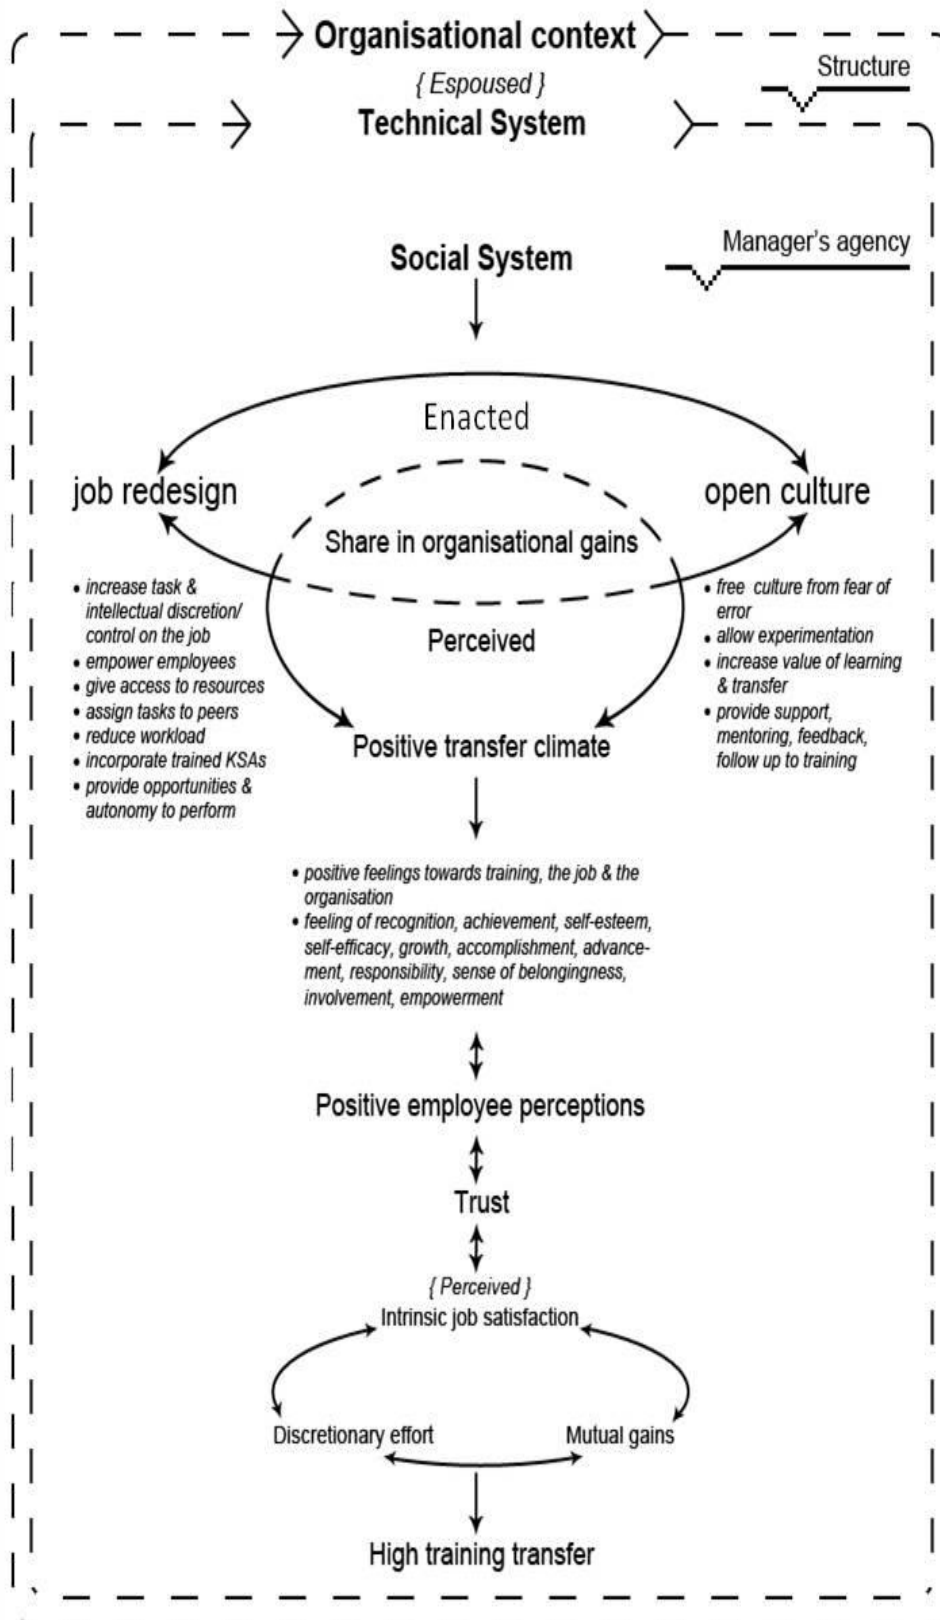 Organisational context
Structure
{ Espoused }
Technical System
Manager's agency
Social System
Enacted
job redesign
open culture
Share in organisational gains
• increase task &
intellectual discretion/
control on the job
• empower employees
• give access to resources
• assign tasks to peers
• reduce workload
• incorporate trained KSAs
• provide opportunities &
autonomy to perform
• free culture from fear of
error
• allow experimentation
• increase value of learning
& transfer
• provide support,
mentoring, feedback,
follow up to training
Perceived
Positive transfer climate
• positive feelings towards training, the job & the
organisation
• feeling of recognition, achievement, self-esteem,
self-efficacy, growth, accomplishment, advance-
ment, responsibility, sense of belongingness,
involvement, empowerment
Positive employee perceptions
Trust
{ Perceived }
Intrinsic job satisfaction
Discretionary effort
Mutual gains
High training transfer